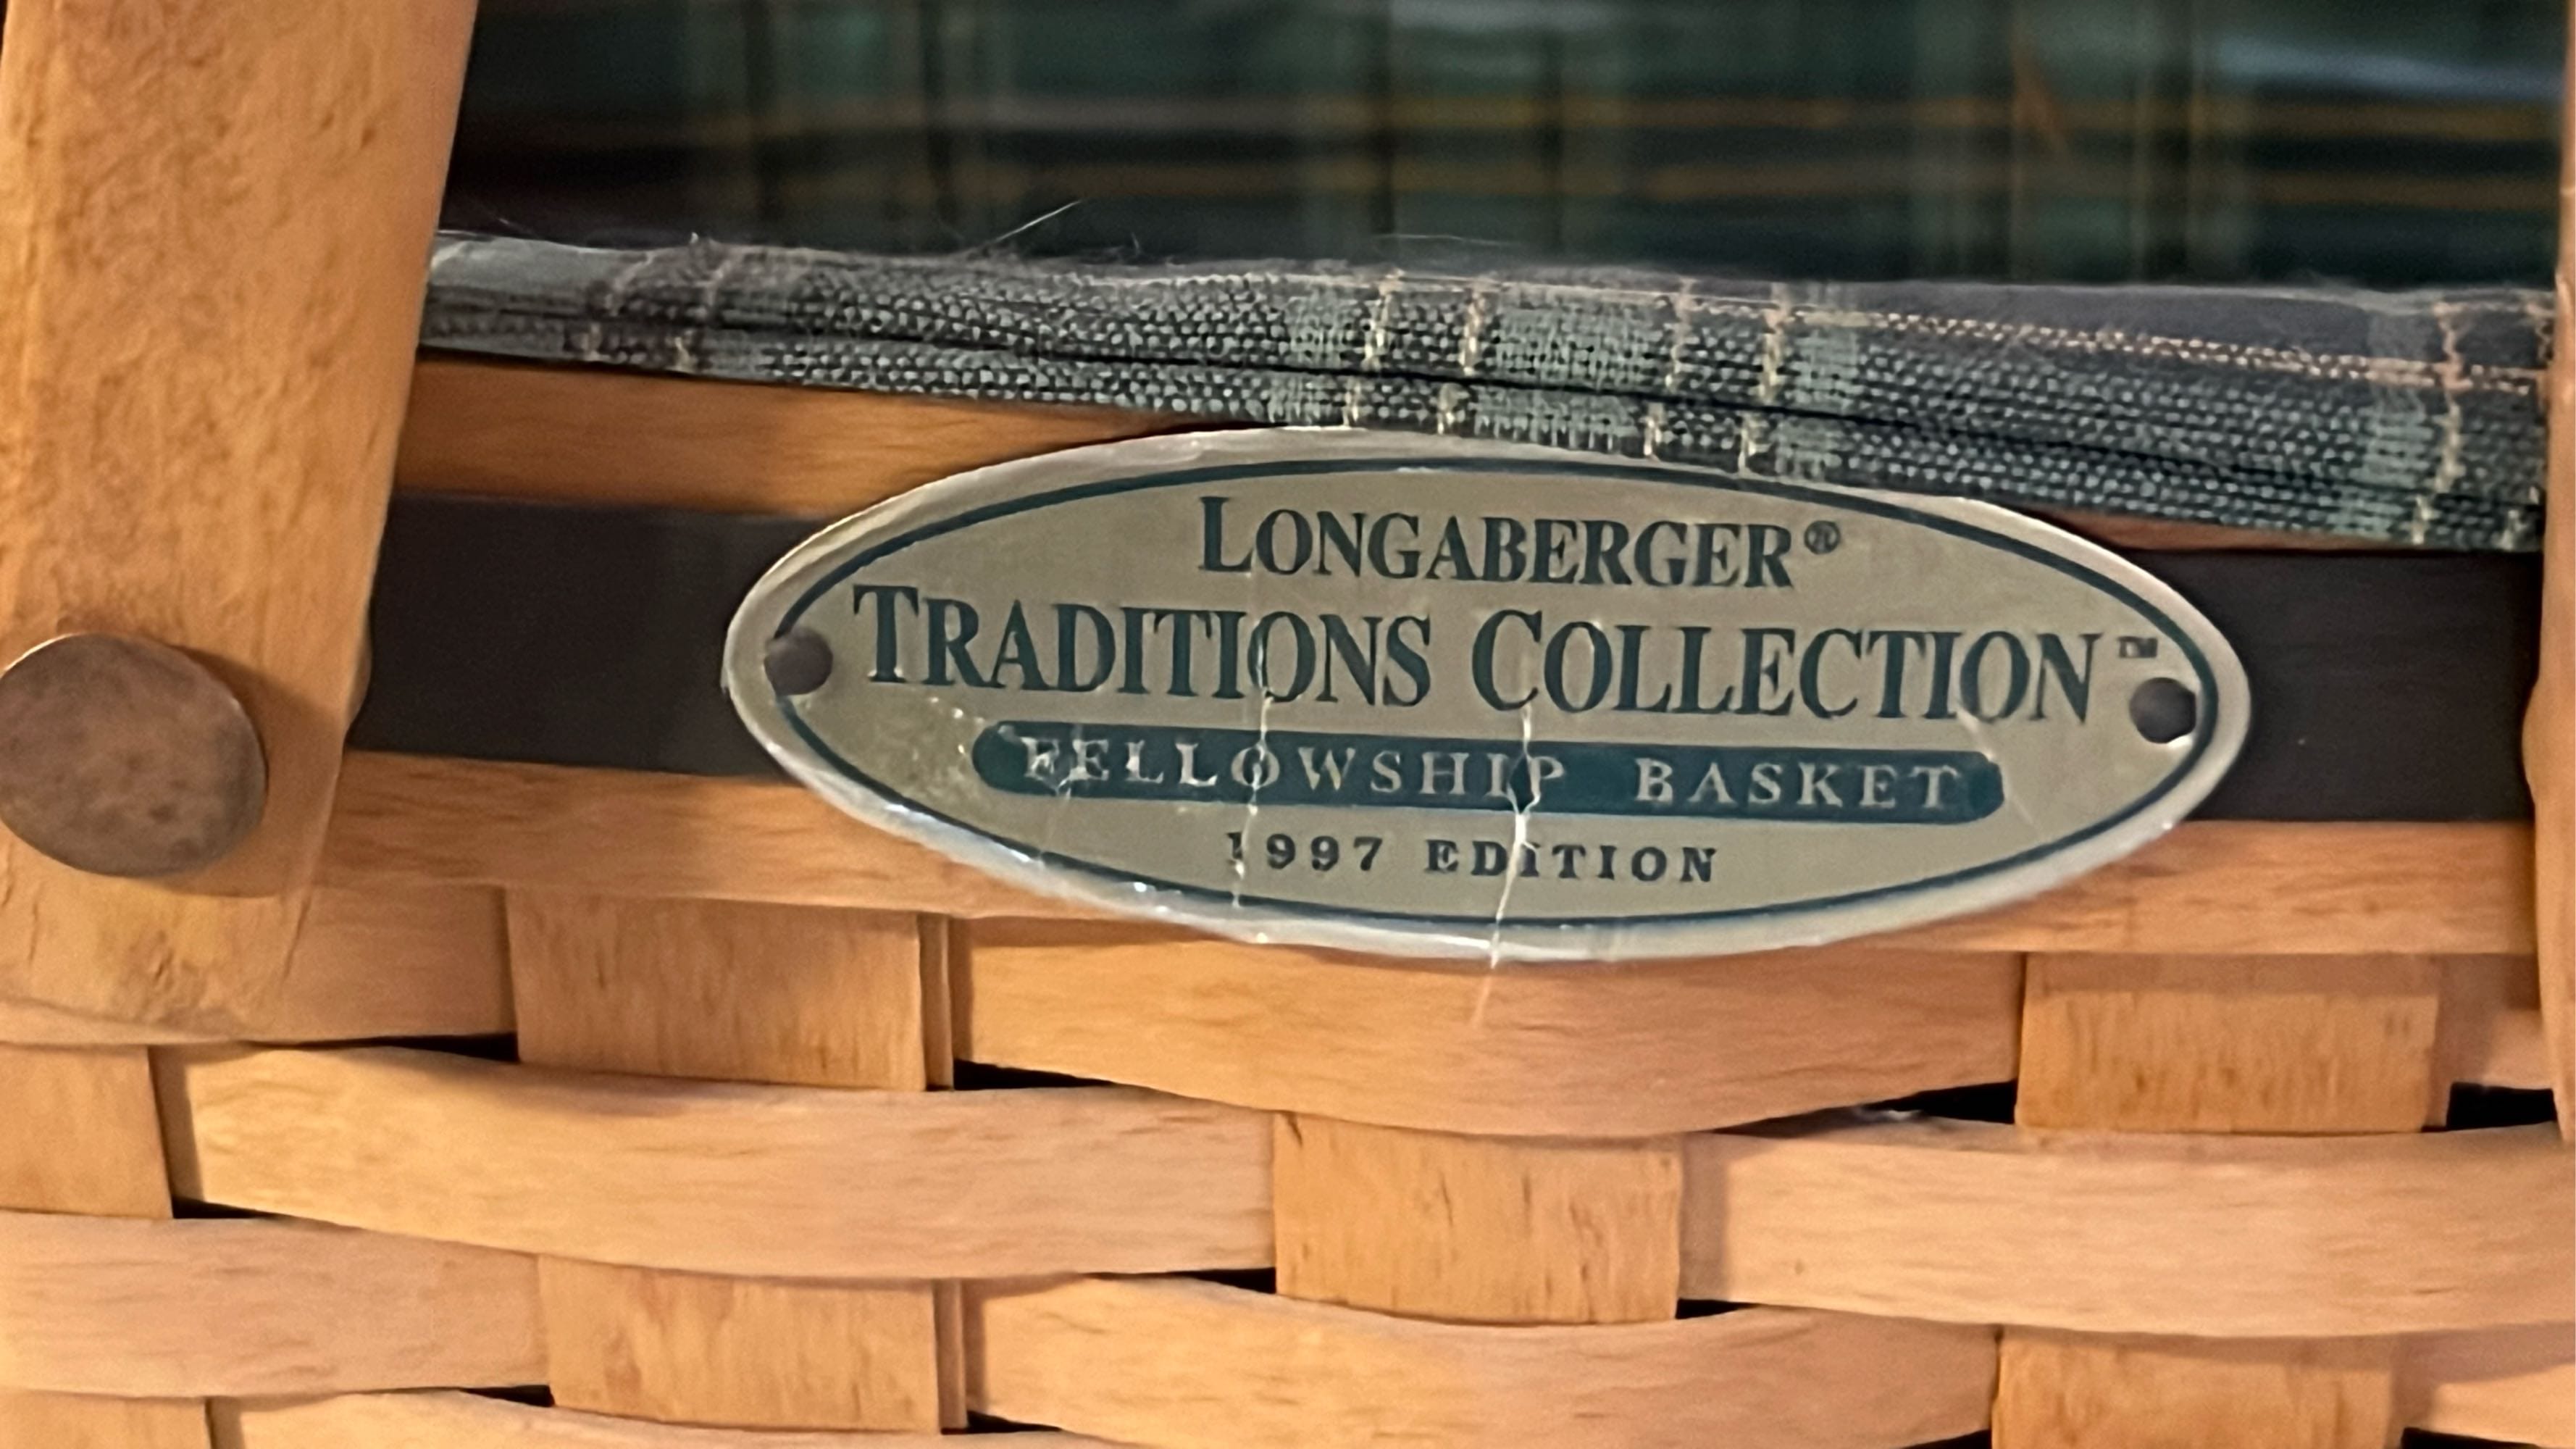 LONGABERGER®
TRADITIONS COLLECTION™
FELLOWSHIP BASKET
1997 EDITION